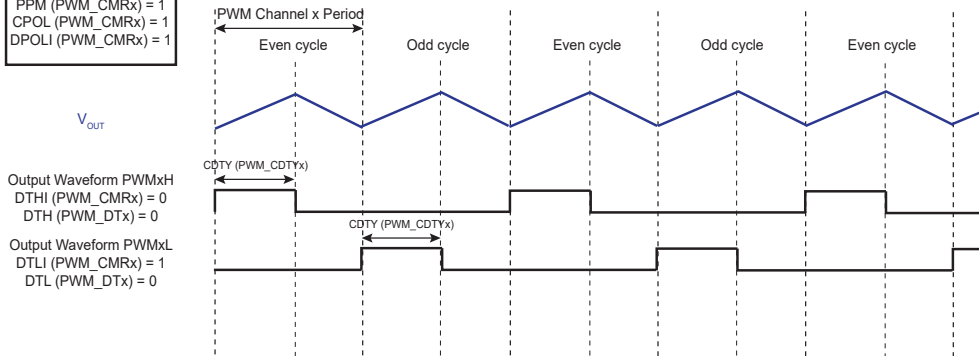 PPM (PWM_CMRx) = 1
CPOL (PWM_CMRx) = 1
DPOLI (PWM_CMRx) = 1
PWM Channel x Period
Even cycle
Odd cycle
Even cycle
Odd cycle
Even cycle
VOUT
CDTY (PWM_CDTYx)
Output Waveform PWMxH
DTHI (PWM_CMRx) = 0
DTH (PWM_DTx) = 0
CDTY (PWM_CDTYx)
Output Waveform PWMxL
DTLI (PWM_CMRx) = 1
DTL (PWM_DTx) = 0